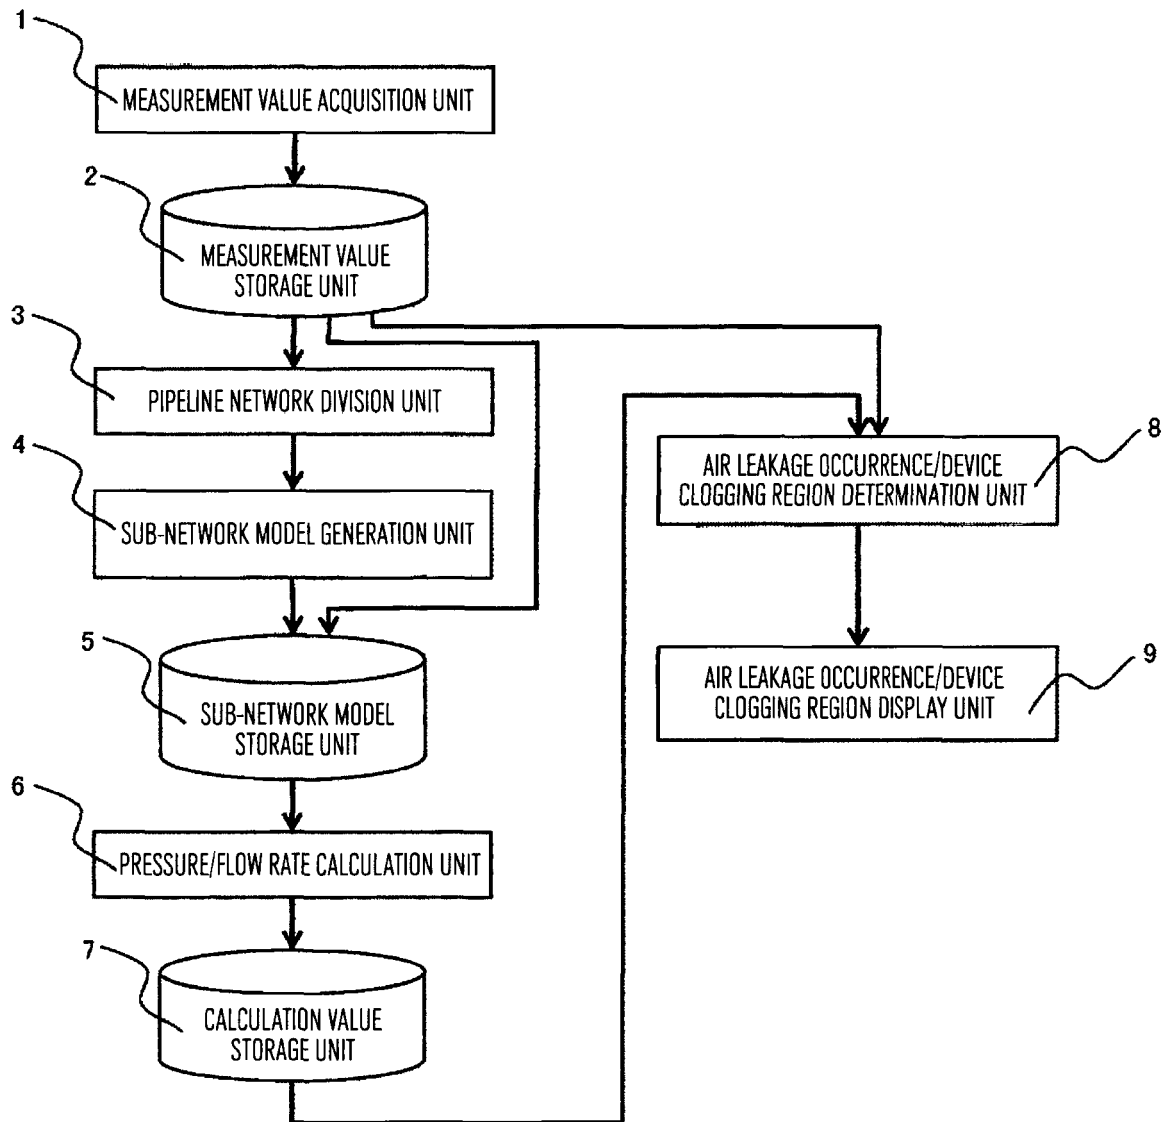 1
MEASUREMENT VALUE ACQUISITION UNIT
2
MEASUREMENT VALUE
STORAGE UNIT
3
PIPELINE NETWORK DIVISION UNIT
4
SUB-NETWORK MODEL GENERATION UNIT
5
SUB-NETWORK MODEL
STORAGE UNIT
6
PRESSURE/FLOW RATE CALCULATION UNIT
7
CALCULATION VALUE
STORAGE UNIT
8
AIR LEAKAGE OCCURRENCE/DEVICE
CLOGGING REGION DETERMINATION UNIT
9
AIR LEAKAGE OCCURRENCE/DEVICE
CLOGGING REGION DISPLAY UNIT